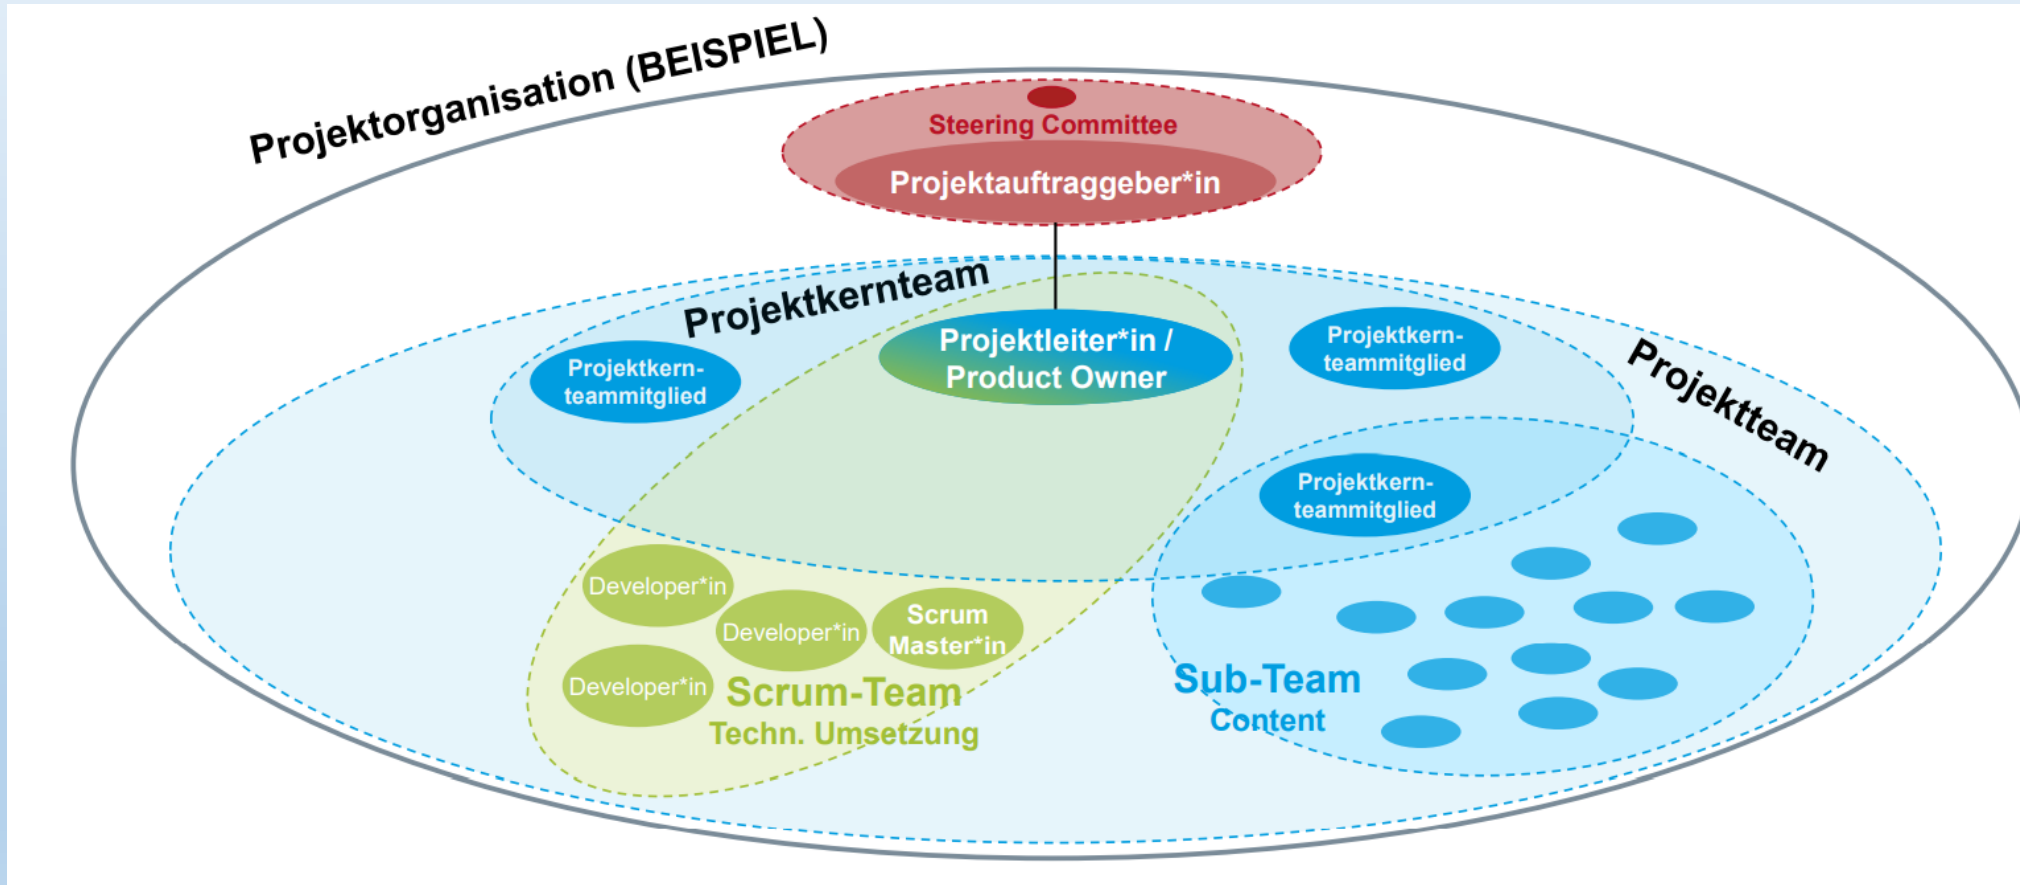 Projektorganisation (BEISPIEL)
Steering Committee
Projektauftraggeber*in
Projektkernteam
Projektleiter*in /
Product Owner
Projektkern-
teammitglied
Projektkern-
teammitglied
Projektteam
Projektkern-
teammitglied
Developer*in
Developer*in
Scrum
Master*in
Developer*in
Scrum-Team
Techn. Umsetzung
Sub-Team
Content